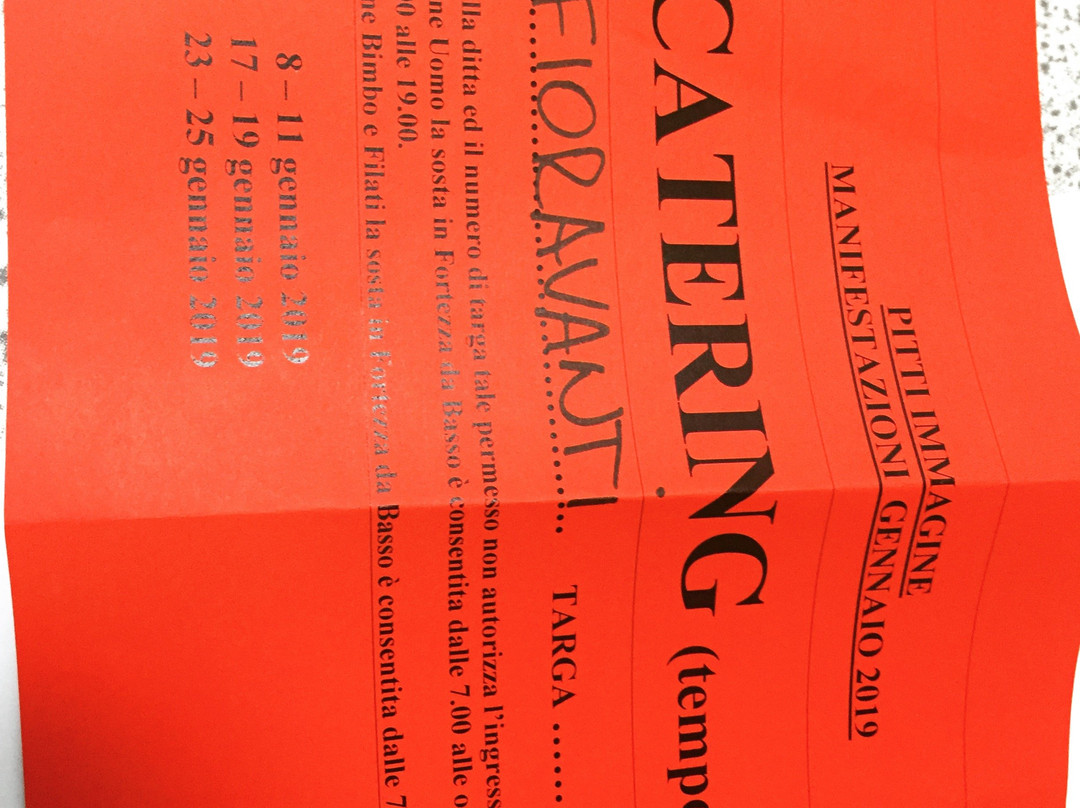 PITTI IMMAGINE
MANIFESTAZIONI GENNAIO 2019
CATERING (tempo
FIORAVANTI TARGA ......
lla ditta ed il numero di targa tale permesso non autorizza l'ingress
ne Uomo la sosta in Fortezza da Basso è consentita dalle 7.00 alle o
00 alle 19.00.
ne Bimbo e Filati la sosta in Fortezza da Basso è consentita dalle 7
8 – 11 gennaio 2019
17 – 19 gennaio 2019
23 – 25 gennaio 2019